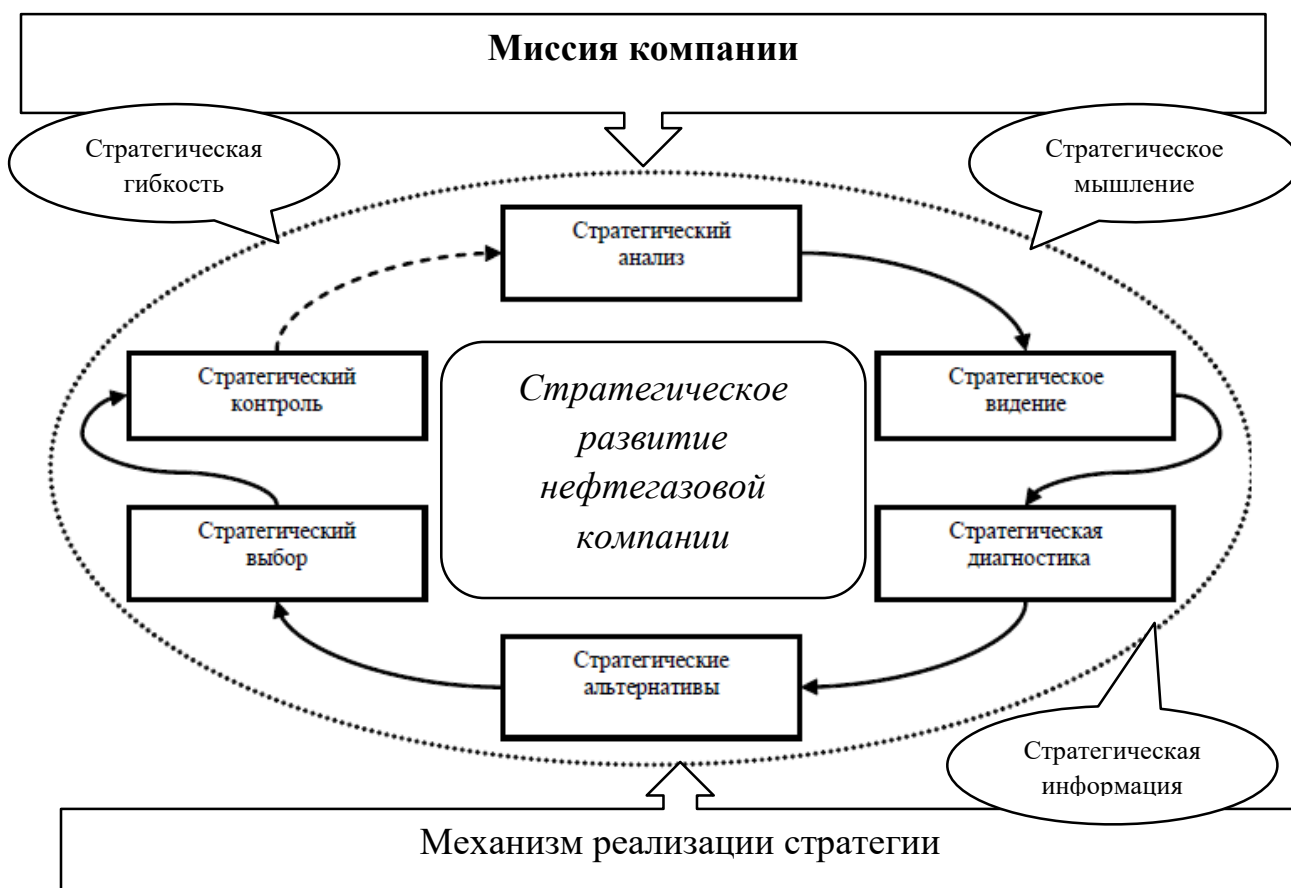 Миссия компании
Стратегическая
гибкость
Стратегическое
мышление
Стратегический
анализ
Стратегический
контроль
Стратегическое
развитие
нефтегазовой
компании
Стратегическое
видение
Стратегический
выбор
Стратегическая
диагностика
Стратегические
альтернативы
Стратегическая
информация
Механизм реализации стратегии